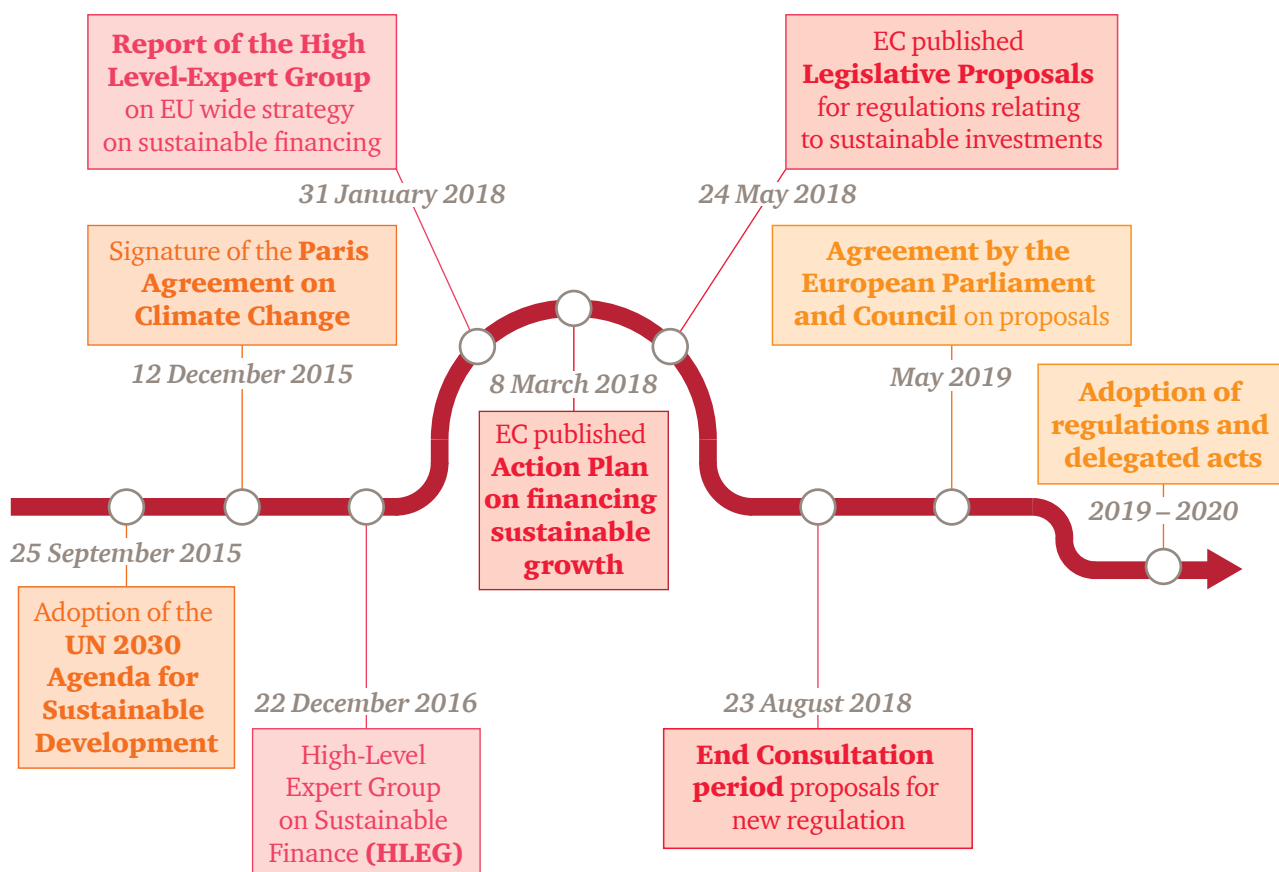 Report of the High
Level-Expert Group
on EU wide strategy
on sustainable financing
31 January 2018
EC published
Legislative Proposals
for regulations relating
to sustainable investments
24 May 2018
Signature of the Paris
Agreement on
Climate Change
12 December 2015
Agreement by the
European Parliament
and Council on proposals
May 2019
8 March 2018
EC published
Action Plan
on financing
sustainable
growth
Adoption of
regulations and
delegated acts
2019 – 2020
25 September 2015
Adoption of the
UN 2030
Agenda for
Sustainable
Development
22 December 2016
High-Level
Expert Group
on Sustainable
Finance (HLEG)
23 August 2018
End Consultation
period proposals for
new regulation